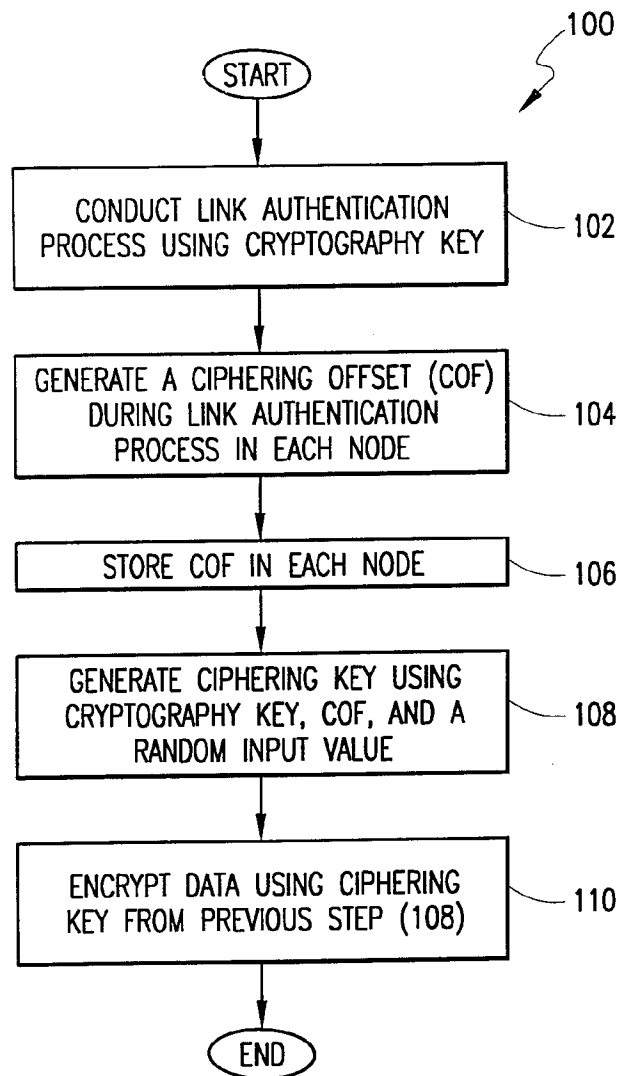 100
START
CONDUCT LINK AUTHENTICATION
PROCESS USING CRYPTOGRAPHY KEY
102
GENERATE A CIPHERING OFFSET (COF)
DURING LINK AUTHENTICATION
PROCESS IN EACH NODE
104
STORE COF IN EACH NODE
106
GENERATE CIPHERING KEY USING
CRYPTOGRAPHY KEY, COF, AND A
RANDOM INPUT VALUE
108
ENCRYPT DATA USING CIPHERING
KEY FROM PREVIOUS STEP (108)
110
END